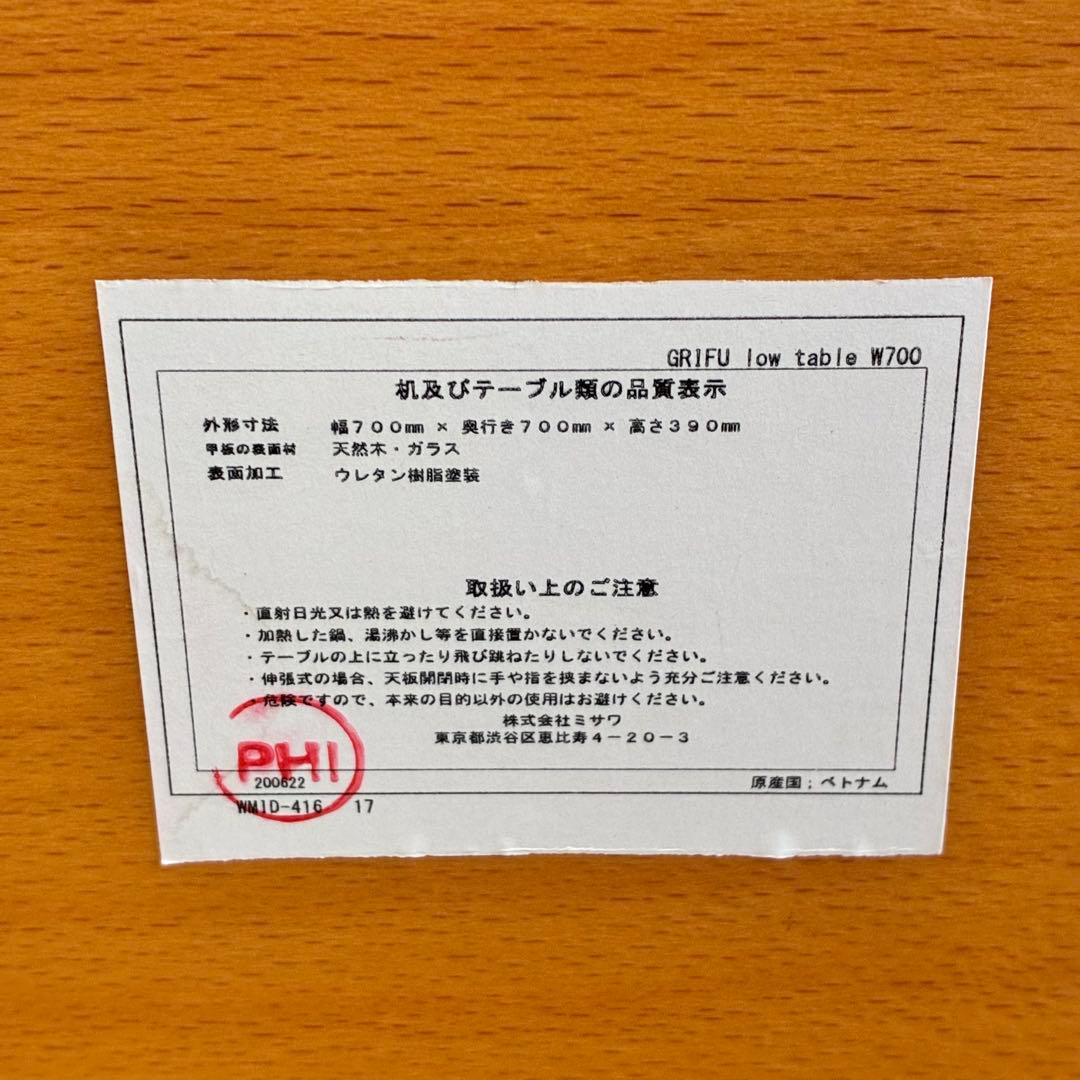 GRIFU low table W700
机及びテーブル類の品質表示
外形寸法 幅700mm × 奥行き700mm × 高さ390mm
甲板の表面材 天然木・ガラス
表面加工 ウレタン樹脂塗装
取扱い上のご注意
・直射日光又は熱を避けてください。
・加熱した鍋、湯沸かし等を直接置かないでください。
・テーブルの上に立ったり飛び跳ねたりしないでください。
・伸張式の場合、天板開閉時に手や指を挟まないよう充分ご注意ください。
・危険ですので、本来の目的以外の使用はお避けください。
株式会社ミサワ
東京都渋谷区恵比寿4-20-3
PHI
200622
原産国；ベトナム
WMID-416 17